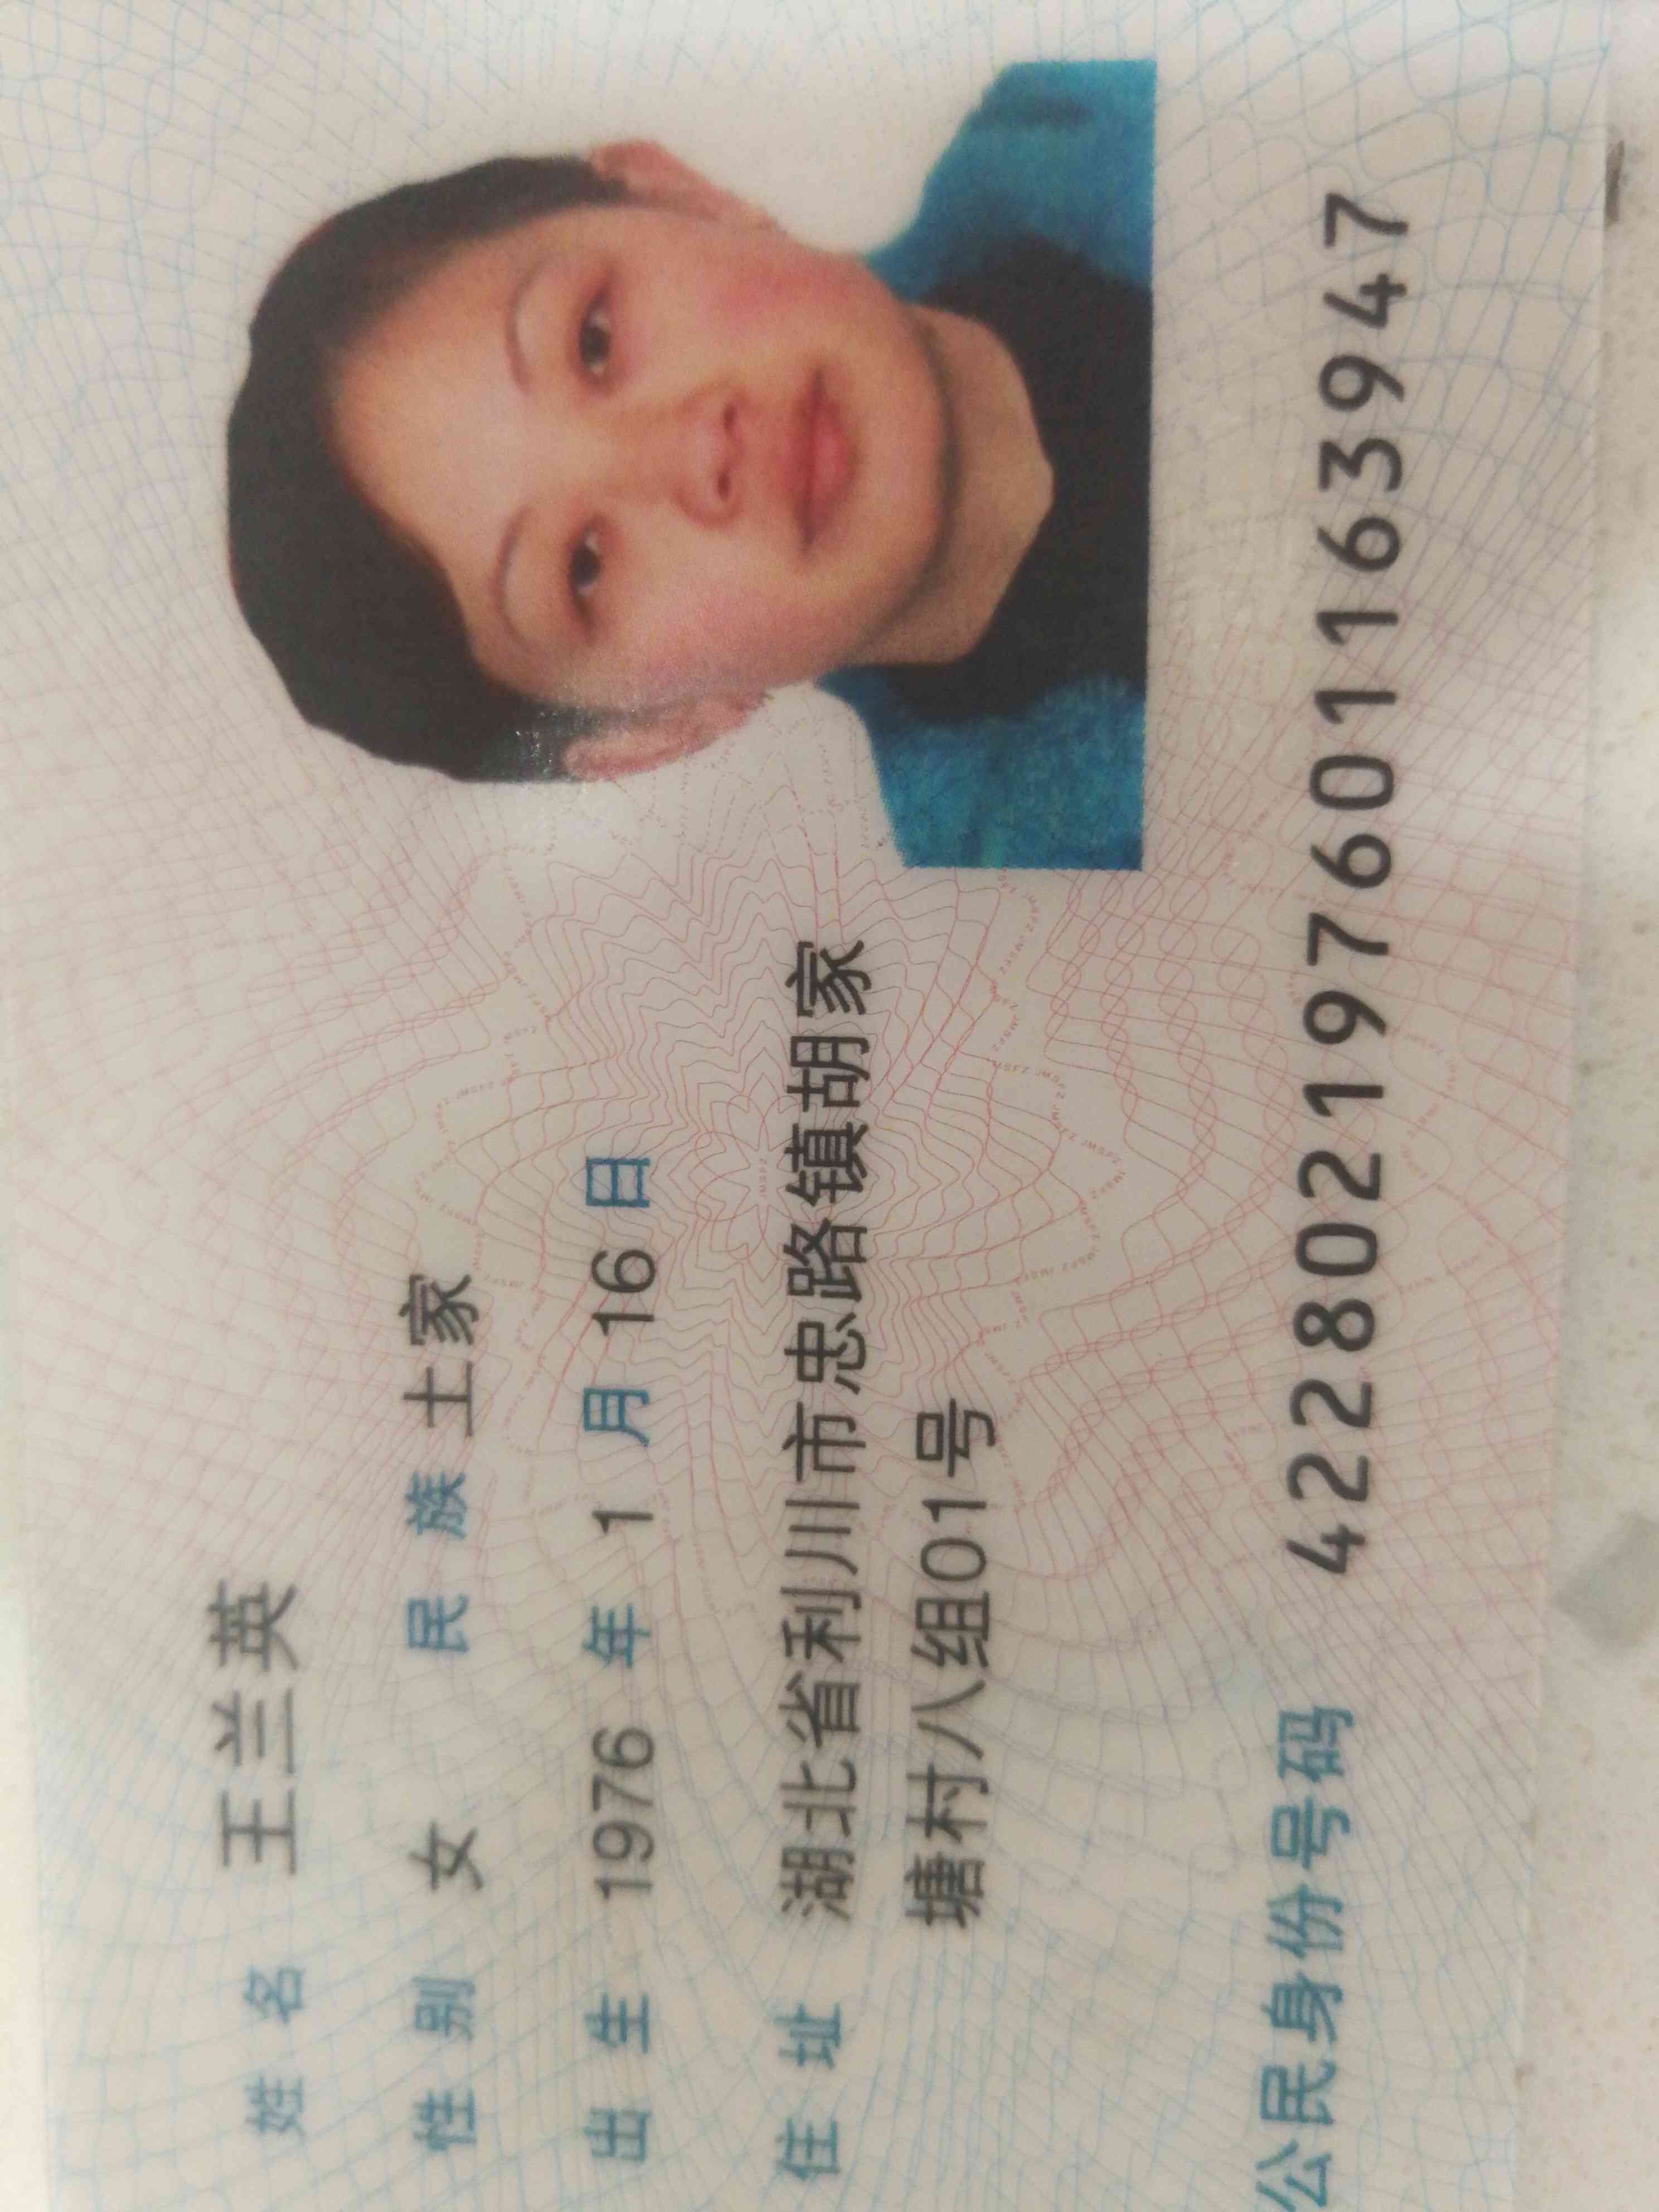 姓名 王兰英
性别 女 民族 土家
出生 1976 年 1 月 16 日
住址 湖北省利川市忠路镇胡家
塘村八组01号
公民身份号码 422802197601163947